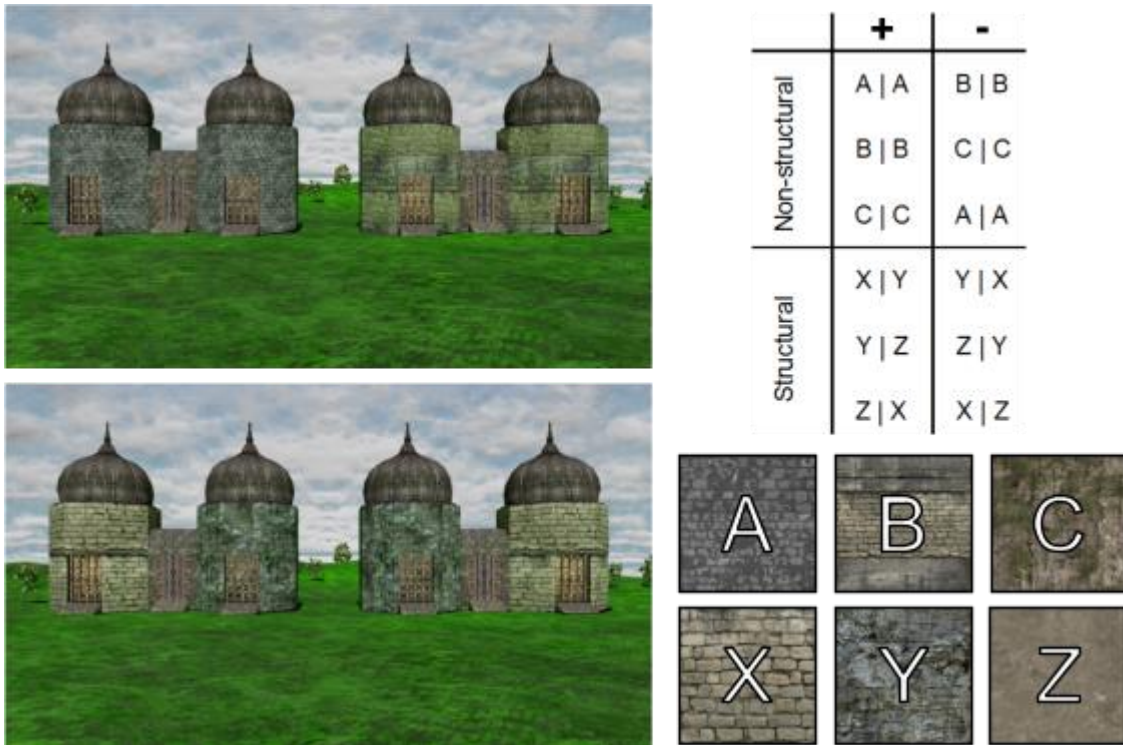 + -
Non-structural
A | A B | B
B | B C | C
C | C A | A
Structural
X | Y Y | X
Y | Z Z | Y
Z | X X | Z
A B C
X Y Z